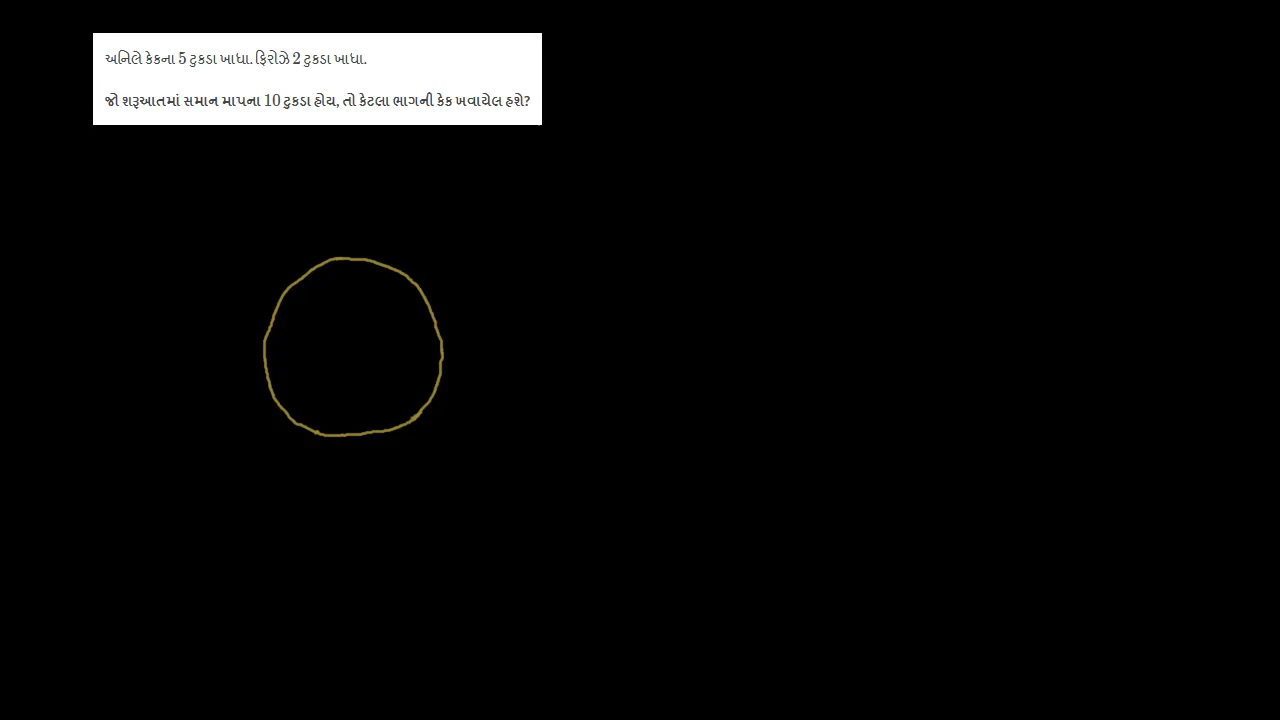 અનિલે કેકના 5 ટુકડા ખાધા. ફિરોઝે 2 ટુકડા ખાધા.
જો શરૂઆતમાં સમાન માપના 10 ટુકડા હોય, તો કેટલા ભાગની કેક ખવાયેલ હશે?